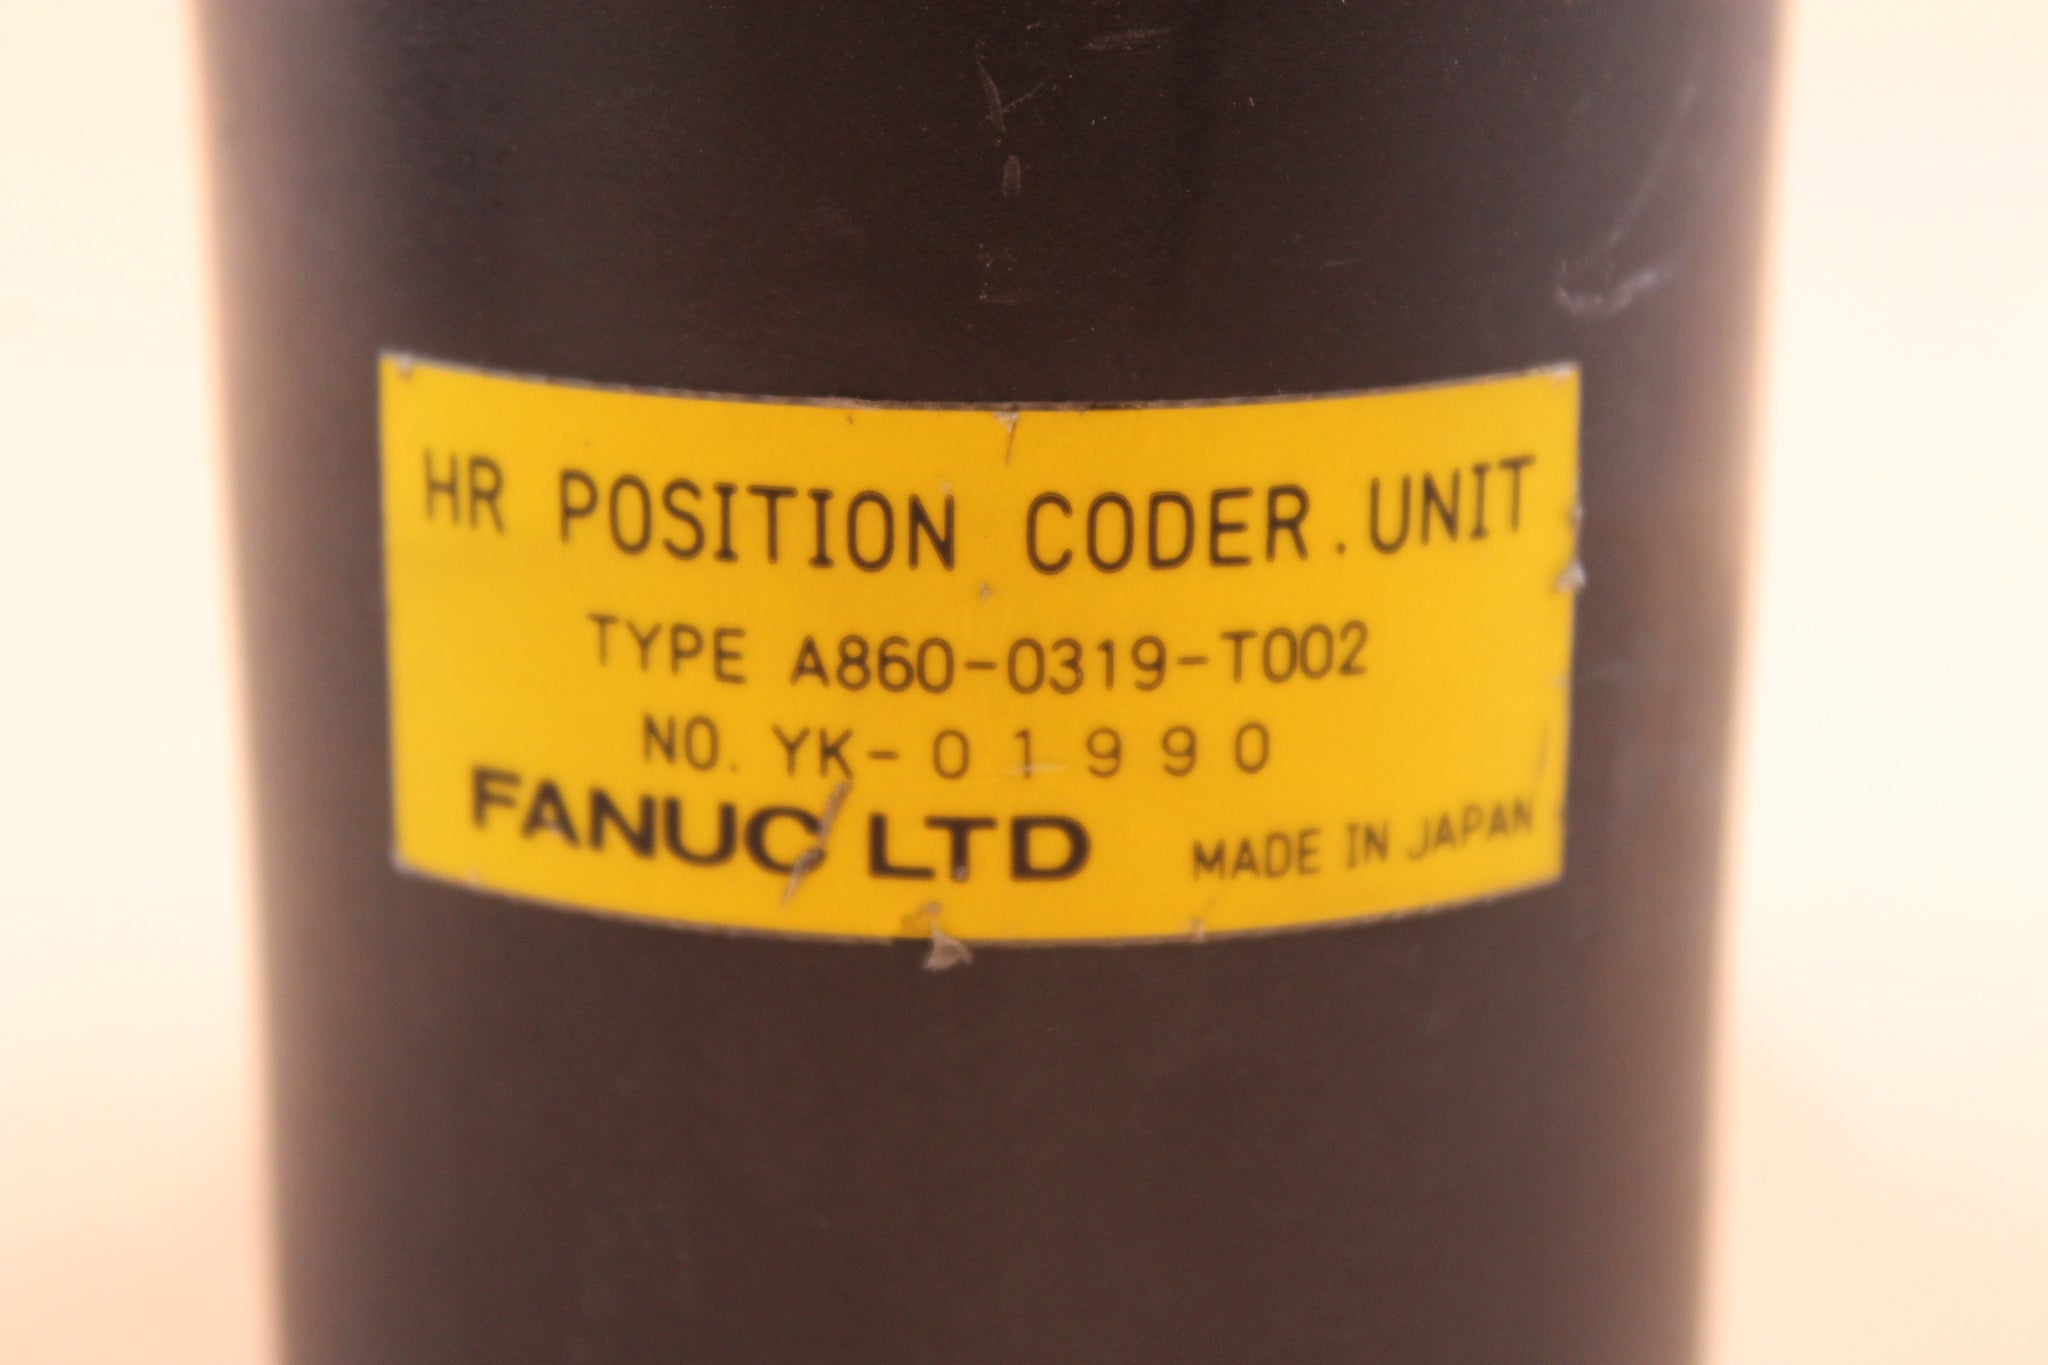 HR POSITION CODER.UNIT
TYPE A860-0319-T002
NO. YK-01990
FANUC LTD MADE IN JAPAN